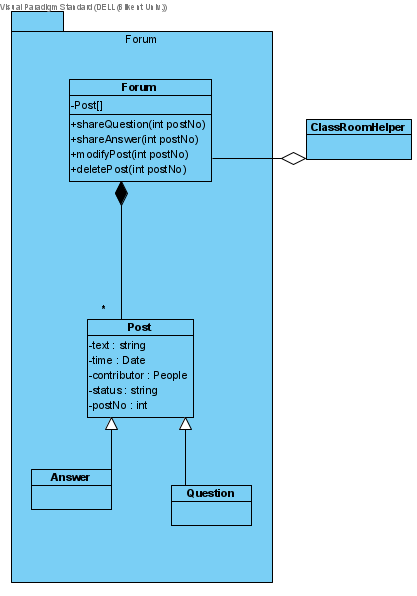 Visual Paradigm Standard (DELL (Bilkent Univ.))
Forum
Forum
-Post[]
+shareQuestion(int postNo)
+shareAnswer(int postNo)
+modifyPost(int postNo)
+deletePost(int postNo)
ClassRoomHelper
*
Post
-text : string
-time : Date
-contributor : People
-status : string
-postNo : int
Answer
Question